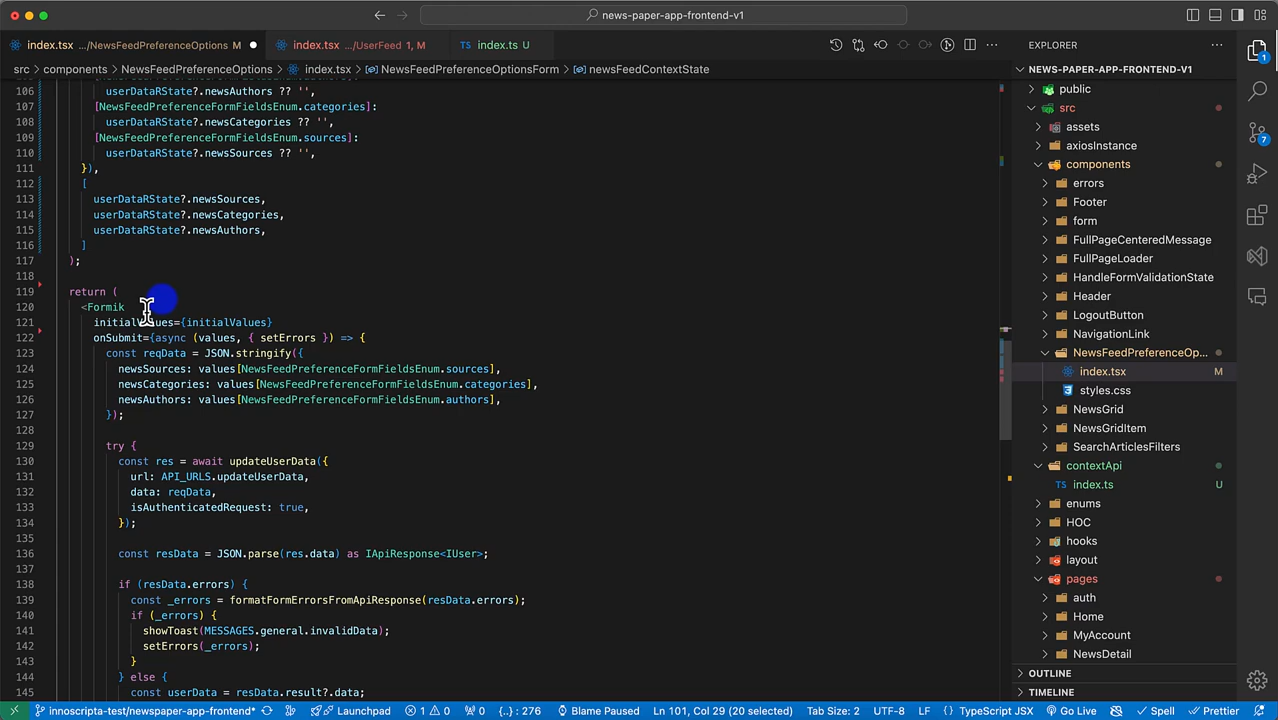 news-paper-app-frontend-v1
index.tsx .../NewsFeedPreferenceOptions M
index.tsx .../UserFeed 1, M
TS index.ts U
EXPLORER
src > components > NewsFeedPreferenceOptions > index.tsx > NewsFeedPreferenceOptionsForm > newsFeedContextState
106 userDataRState?.newsAuthors ?? '',
107 [NewsFeedPreferenceFormFieldsEnum.categories]:
108 userDataRState?.newsCategories ?? '',
109 [NewsFeedPreferenceFormFieldsEnum.sources]:
110 userDataRState?.newsSources ?? '',
111 }),
112 [
113 userDataRState?.newsSources,
114 userDataRState?.newsCategories,
115 userDataRState?.newsAuthors,
116 ]
117 );
118
119 return (
120 <Formik
121 initialValues={initialValues}
122 onSubmit={async (values, { setErrors }) => {
123 const reqData = JSON.stringify({
124 newsSources: values[NewsFeedPreferenceFormFieldsEnum.sources],
125 newsCategories: values[NewsFeedPreferenceFormFieldsEnum.categories],
126 newsAuthors: values[NewsFeedPreferenceFormFieldsEnum.authors],
127 });
128
129 try {
130 const res = await updateUserData({
131 url: API_URLS.updateUserData,
132 data: reqData,
133 isAuthenticatedRequest: true,
134 });
135
136 const resData = JSON.parse(res.data) as IApiResponse<IUser>;
137
138 if (resData.errors) {
139 const _errors = formatFormErrorsFromApiResponse(resData.errors);
140 if (_errors) {
141 showToast(MESSAGES.general.invalidData);
142 setErrors(_errors);
143 }
144 } else {
145 const userData = resData.result?.data;
NEWS-PAPER-APP-FRONTEND-V1
public
src
assets
axiosInstance
components
errors
Footer
form
FullPageCenteredMessage
FullPageLoader
HandleFormValidationState
Header
LogoutButton
NavigationLink
NewsFeedPreferenceOp...
index.tsx M
styles.css
NewsGrid
NewsGridItem
SearchArticlesFilters
contextApi
TS index.ts U
enums
HOC
hooks
layout
pages
auth
Home
MyAccount
NewsDetail
OUTLINE
TIMELINE
1
7
innoscripta-test/newspaper-app-frontend* Launchpad 1 0 {..} : 276 Blame Paused Ln 101, Col 29 (20 selected) Tab Size: 2 UTF-8 LF {} TypeScript JSX Go Live Spell Prettier